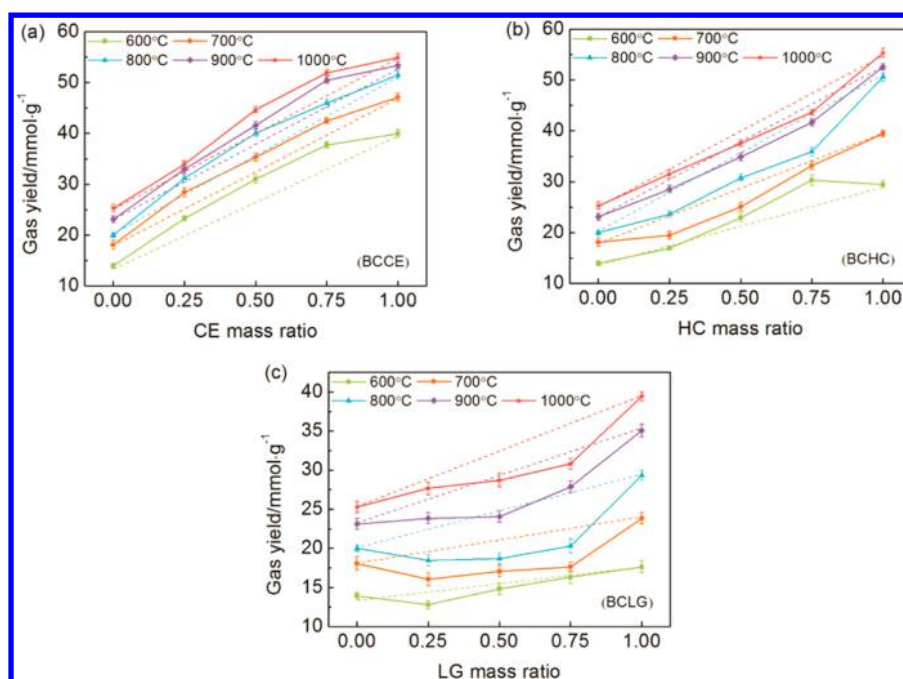 (a)
600°C 700°C
800°C 900°C 1000°C
60
50
40
30
20
10
Gas yield/mmol·g⁻¹
(BCCE)
0.00 0.25 0.50 0.75 1.00
CE mass ratio
(b)
600°C 700°C
800°C 900°C 1000°C
60
50
40
30
20
10
Gas yield/mmol·g⁻¹
(BCHC)
0.00 0.25 0.50 0.75 1.00
HC mass ratio
(c)
600°C 700°C
800°C 900°C 1000°C
40
35
30
25
20
15
10
Gas yield/mmol·g⁻¹
(BCLG)
0.00 0.25 0.50 0.75 1.00
LG mass ratio